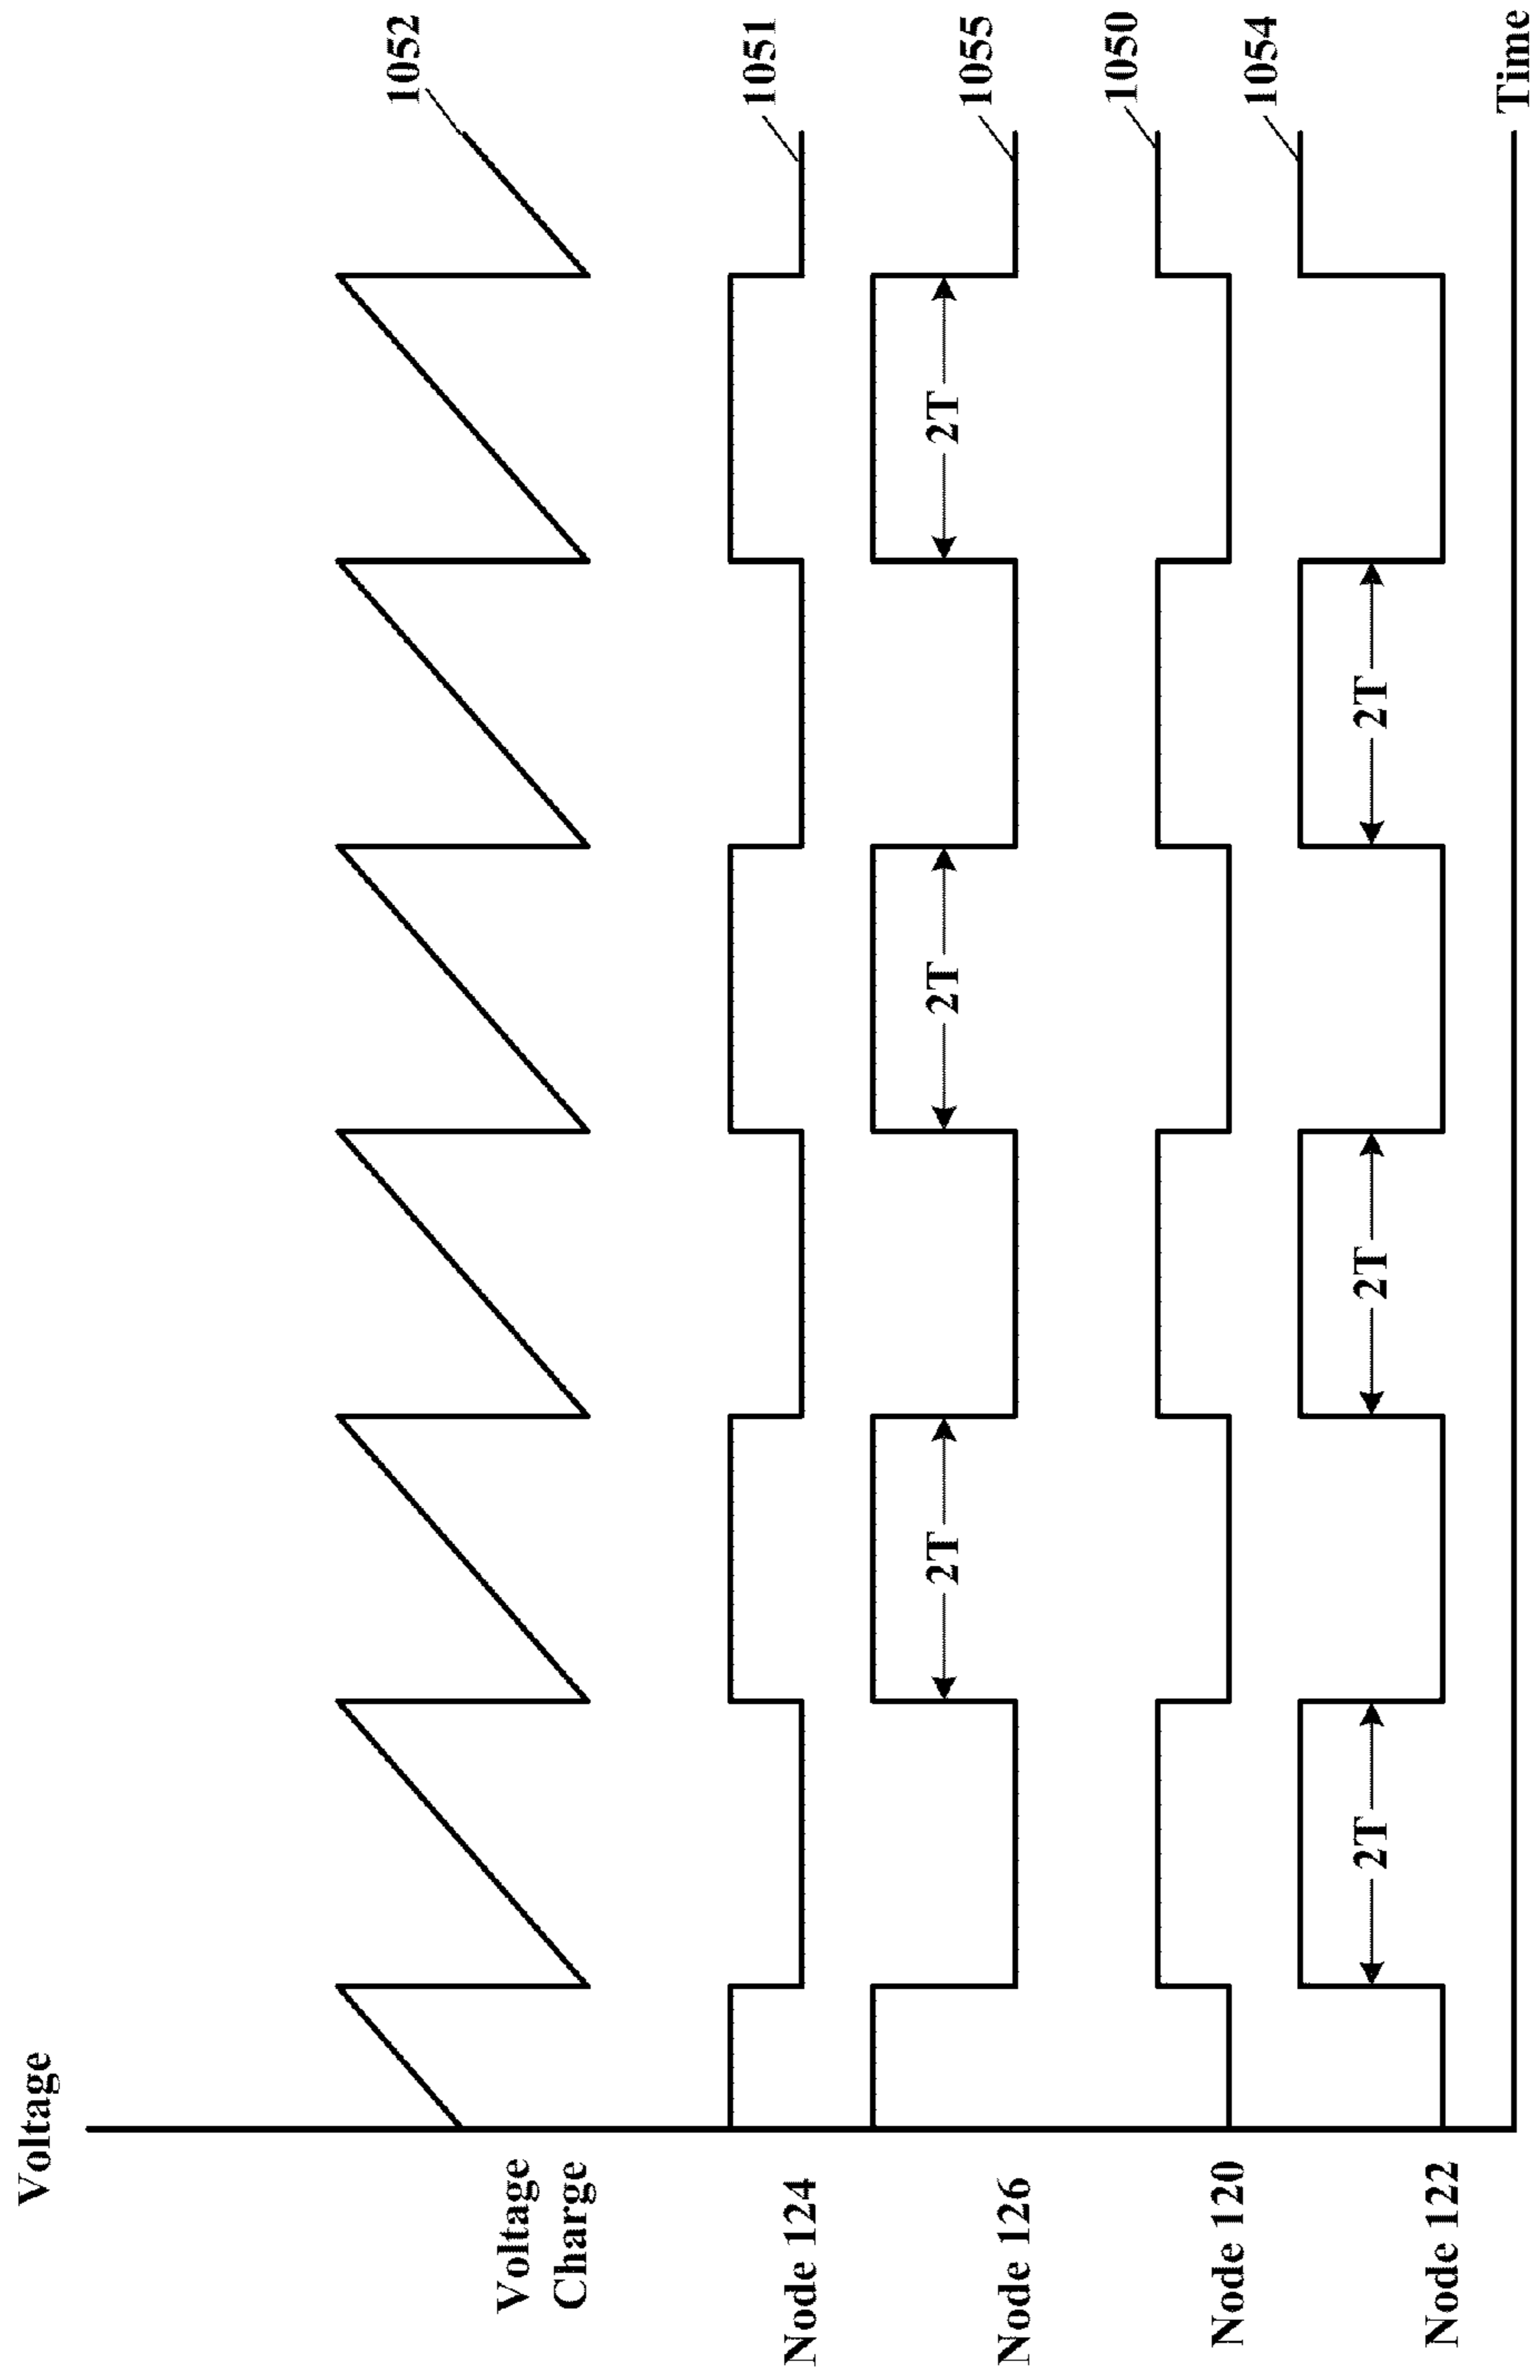 Voltage
Voltage
Charge
1052
Node 124
1051
Node 126
2T
2T
2T
1055
Node 120
1050
Node 122
2T
2T
2T
1054
Time